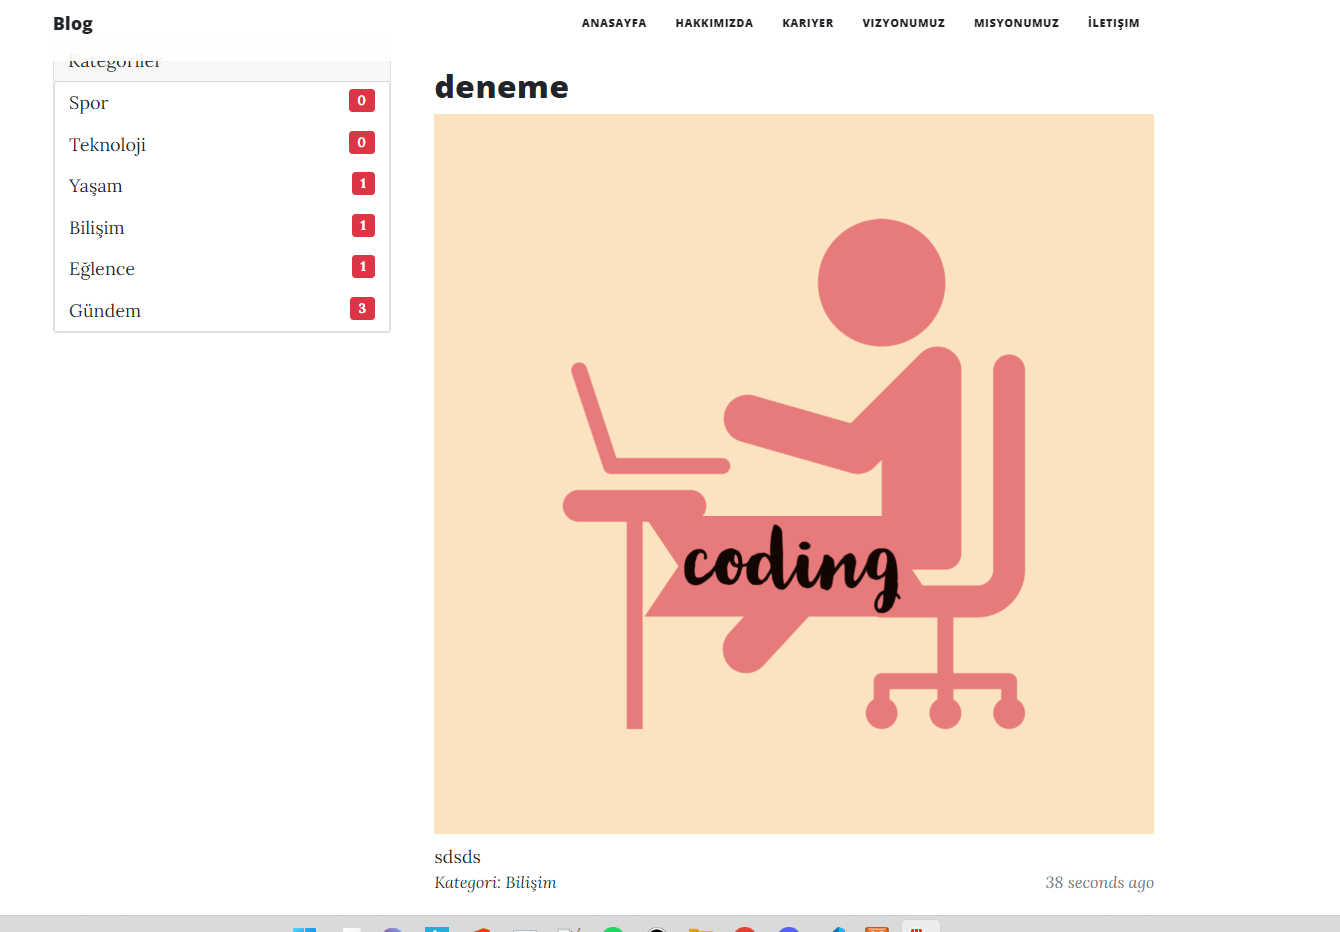 Blog
ANASAYFA HAKKIMIZDA KARIYER VIZYONUMUZ MISYONUMUZ İLETIŞIM
Kategoriler
Spor 0
Teknoloji 0
Yaşam 1
Bilişim 1
Eğlence 1
Gündem 3
deneme
coding
sdsds
Kategori: Bilişim 38 seconds ago